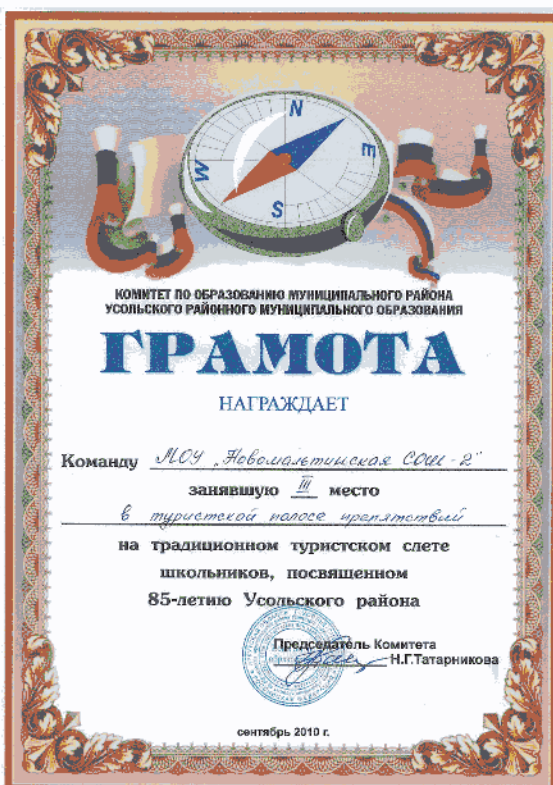 N
E
W
S
КОМИТЕТ ПО ОБРАЗОВАНИЮ МУНИЦИПАЛЬНОГО РАЙОНА
УСОЛЬСКОГО РАЙОННОГО МУНИЦИПАЛЬНОГО ОБРАЗОВАНИЯ
ГРАМОТА
НАГРАЖДАЕТ
Команду МОУ "Новомальтинская СОШ-2"
занявшую III место
в туристской полосе препятствий
на традиционном туристском слете
школьников, посвященном
85-летию Усольского района
Председатель Комитета
Н.Г.Татарникова
сентябрь 2010 г.